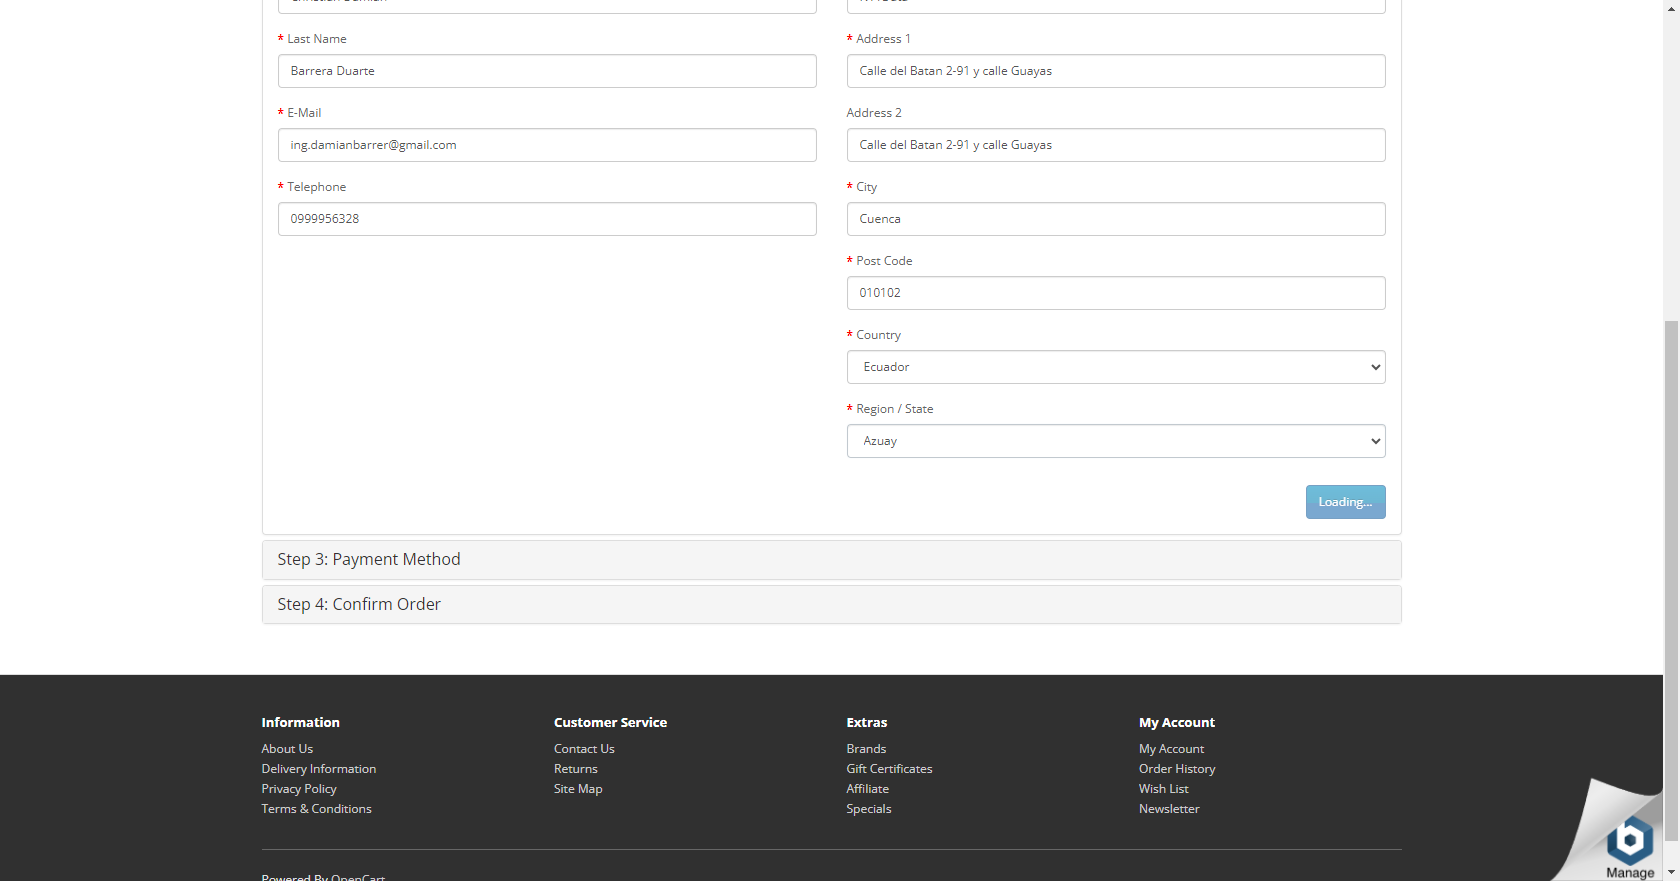 * Last Name
Barrera Duarte
* E-Mail
ing.damianbarrer@gmail.com
* Telephone
0999956328
* Address 1
Calle del Batan 2-91 y calle Guayas
Address 2
Calle del Batan 2-91 y calle Guayas
* City
Cuenca
* Post Code
010102
* Country
Ecuador
* Region / State
Azuay
Loading...
Step 3: Payment Method
Step 4: Confirm Order
Information
About Us
Delivery Information
Privacy Policy
Terms & Conditions
Customer Service
Contact Us
Returns
Site Map
Extras
Brands
Gift Certificates
Affiliate
Specials
My Account
My Account
Order History
Wish List
Newsletter
Powered By OpenCart
b
Manage